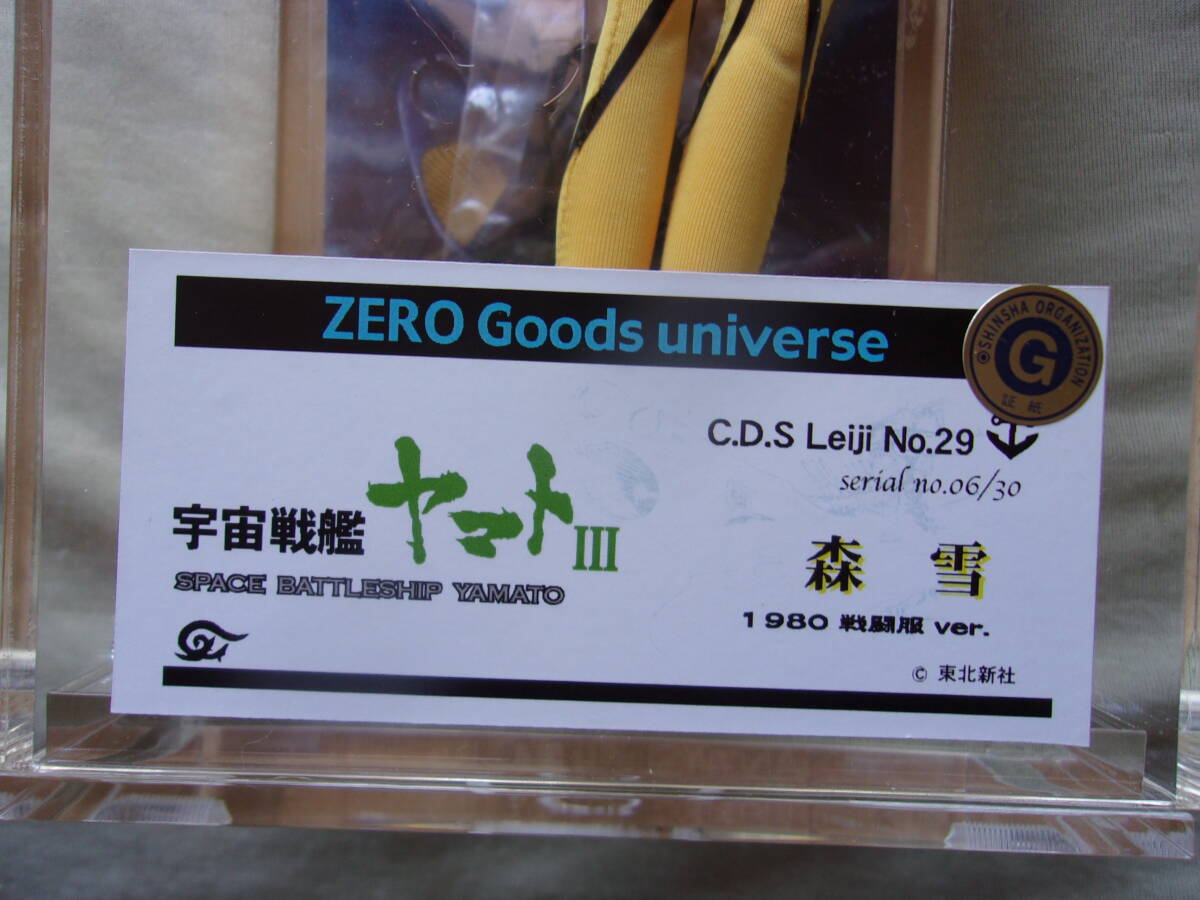 ZERO Goods universe
SHINSHA ORGANIZATION
G
証紙
C.D.S Leiji No.29
serial no.06/30
宇宙戦艦ヤマトIII
SPACE BATTLESHIP YAMATO
森 雪
1980 戦闘服 ver.
© 東北新社